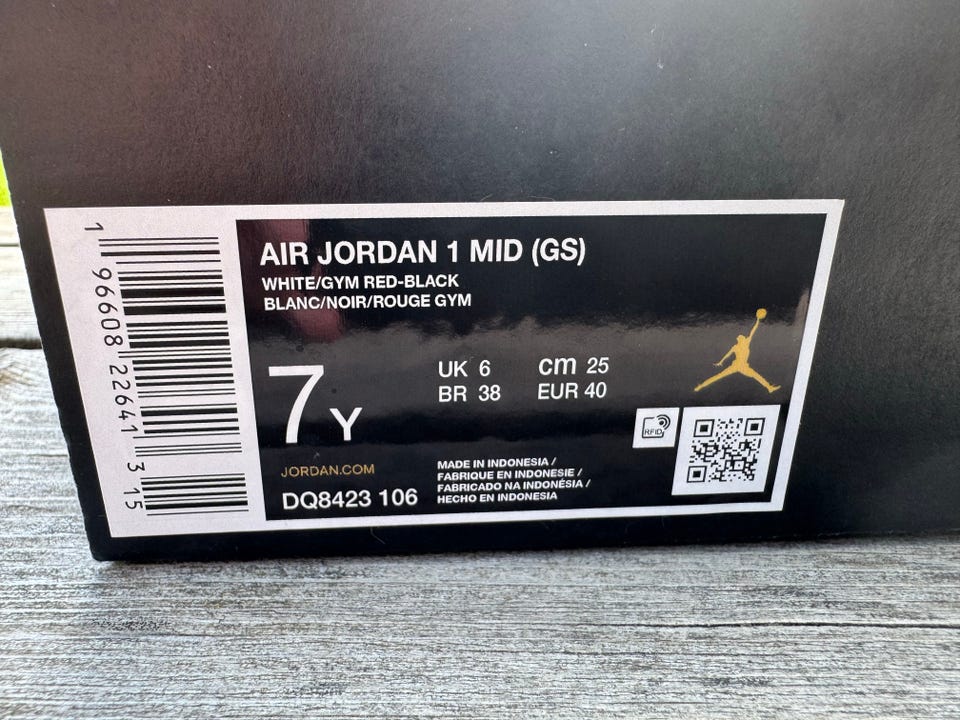 1 96608 22641 3 15
AIR JORDAN 1 MID (GS)
WHITE/GYM RED-BLACK
BLANC/NOIR/ROUGE GYM
7Y
UK 6 cm 25
BR 38 EUR 40
RFID
JORDAN.COM
DQ8423 106
MADE IN INDONESIA /
FABRIQUE EN INDONESIE /
FABRICADO NA INDONÉSIA /
HECHO EN INDONESIA